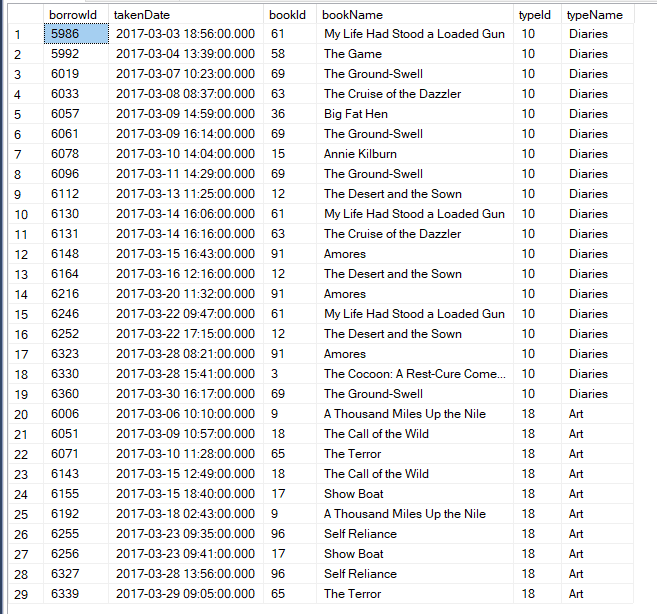 borrowId takenDate bookId bookName typeId typeName
1 5986 2017-03-03 18:56:00.000 61 My Life Had Stood a Loaded Gun 10 Diaries
2 5992 2017-03-04 13:39:00.000 58 The Game 10 Diaries
3 6019 2017-03-07 10:23:00.000 69 The Ground-Swell 10 Diaries
4 6033 2017-03-08 08:37:00.000 63 The Cruise of the Dazzler 10 Diaries
5 6057 2017-03-09 14:59:00.000 36 Big Fat Hen 10 Diaries
6 6061 2017-03-09 16:14:00.000 69 The Ground-Swell 10 Diaries
7 6078 2017-03-10 14:04:00.000 15 Annie Kilburn 10 Diaries
8 6096 2017-03-11 14:29:00.000 69 The Ground-Swell 10 Diaries
9 6112 2017-03-13 11:25:00.000 12 The Desert and the Sown 10 Diaries
10 6130 2017-03-14 16:06:00.000 61 My Life Had Stood a Loaded Gun 10 Diaries
11 6131 2017-03-14 16:16:00.000 63 The Cruise of the Dazzler 10 Diaries
12 6148 2017-03-15 16:43:00.000 91 Amores 10 Diaries
13 6164 2017-03-16 12:16:00.000 12 The Desert and the Sown 10 Diaries
14 6216 2017-03-20 11:32:00.000 91 Amores 10 Diaries
15 6246 2017-03-22 09:47:00.000 61 My Life Had Stood a Loaded Gun 10 Diaries
16 6252 2017-03-22 17:15:00.000 12 The Desert and the Sown 10 Diaries
17 6323 2017-03-28 08:21:00.000 91 Amores 10 Diaries
18 6330 2017-03-28 15:41:00.000 3 The Cocoon: A Rest-Cure Come... 10 Diaries
19 6360 2017-03-30 16:17:00.000 69 The Ground-Swell 10 Diaries
20 6006 2017-03-06 10:10:00.000 9 A Thousand Miles Up the Nile 18 Art
21 6051 2017-03-09 10:57:00.000 18 The Call of the Wild 18 Art
22 6071 2017-03-10 11:28:00.000 65 The Terror 18 Art
23 6143 2017-03-15 12:49:00.000 18 The Call of the Wild 18 Art
24 6155 2017-03-15 18:40:00.000 17 Show Boat 18 Art
25 6192 2017-03-18 02:43:00.000 9 A Thousand Miles Up the Nile 18 Art
26 6255 2017-03-23 09:35:00.000 96 Self Reliance 18 Art
27 6256 2017-03-23 09:41:00.000 17 Show Boat 18 Art
28 6327 2017-03-28 13:56:00.000 96 Self Reliance 18 Art
29 6339 2017-03-29 09:05:00.000 65 The Terror 18 Art